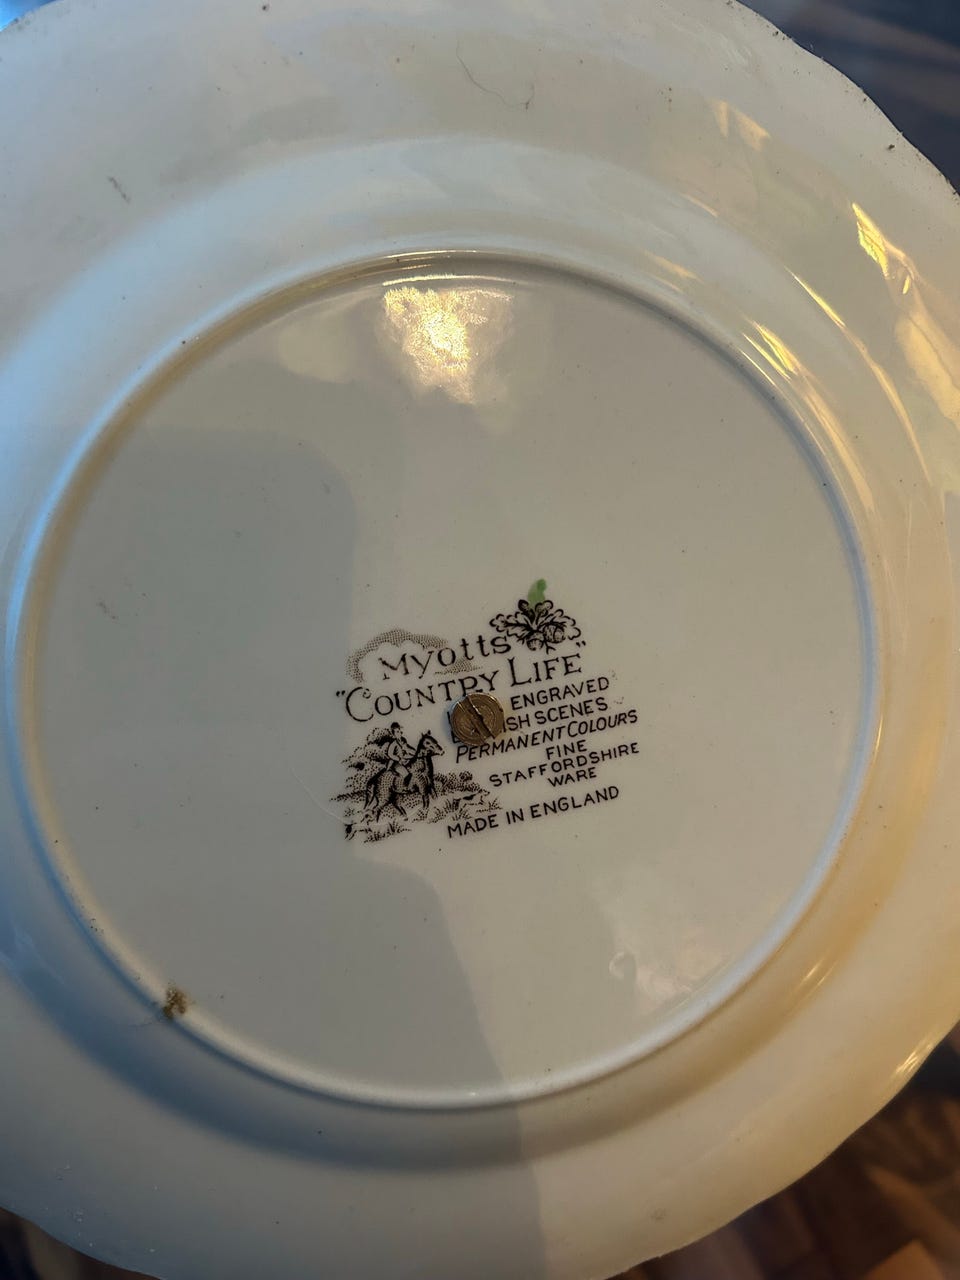 Myotts
"COUNTRY LIFE"
ENGRAVED
SCENES
PERMANENT COLOURS
FINE
STAFFORDSHIRE
WARE
MADE IN ENGLAND